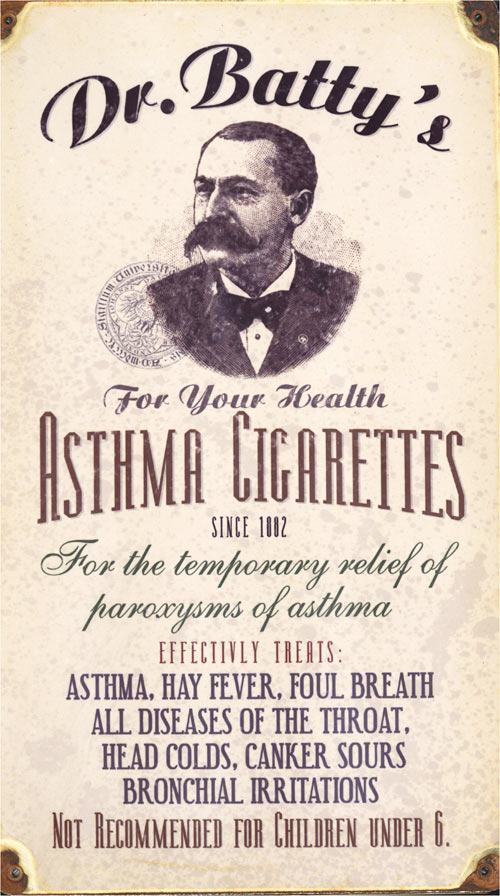 Dr. Batty's
For Your Health
ASTHMA CIGARETTES
SINCE 1882
For the temporary relief of
paroxysms of asthma
EFFECTIVLY TREATS:
ASTHMA, HAY FEVER, FOUL BREATH
ALL DISEASES OF THE THROAT,
HEAD COLDS, CANKER SOURS
BRONCHIAL IRRITATIONS
NOT RECOMMENDED FOR CHILDREN UNDER 6.